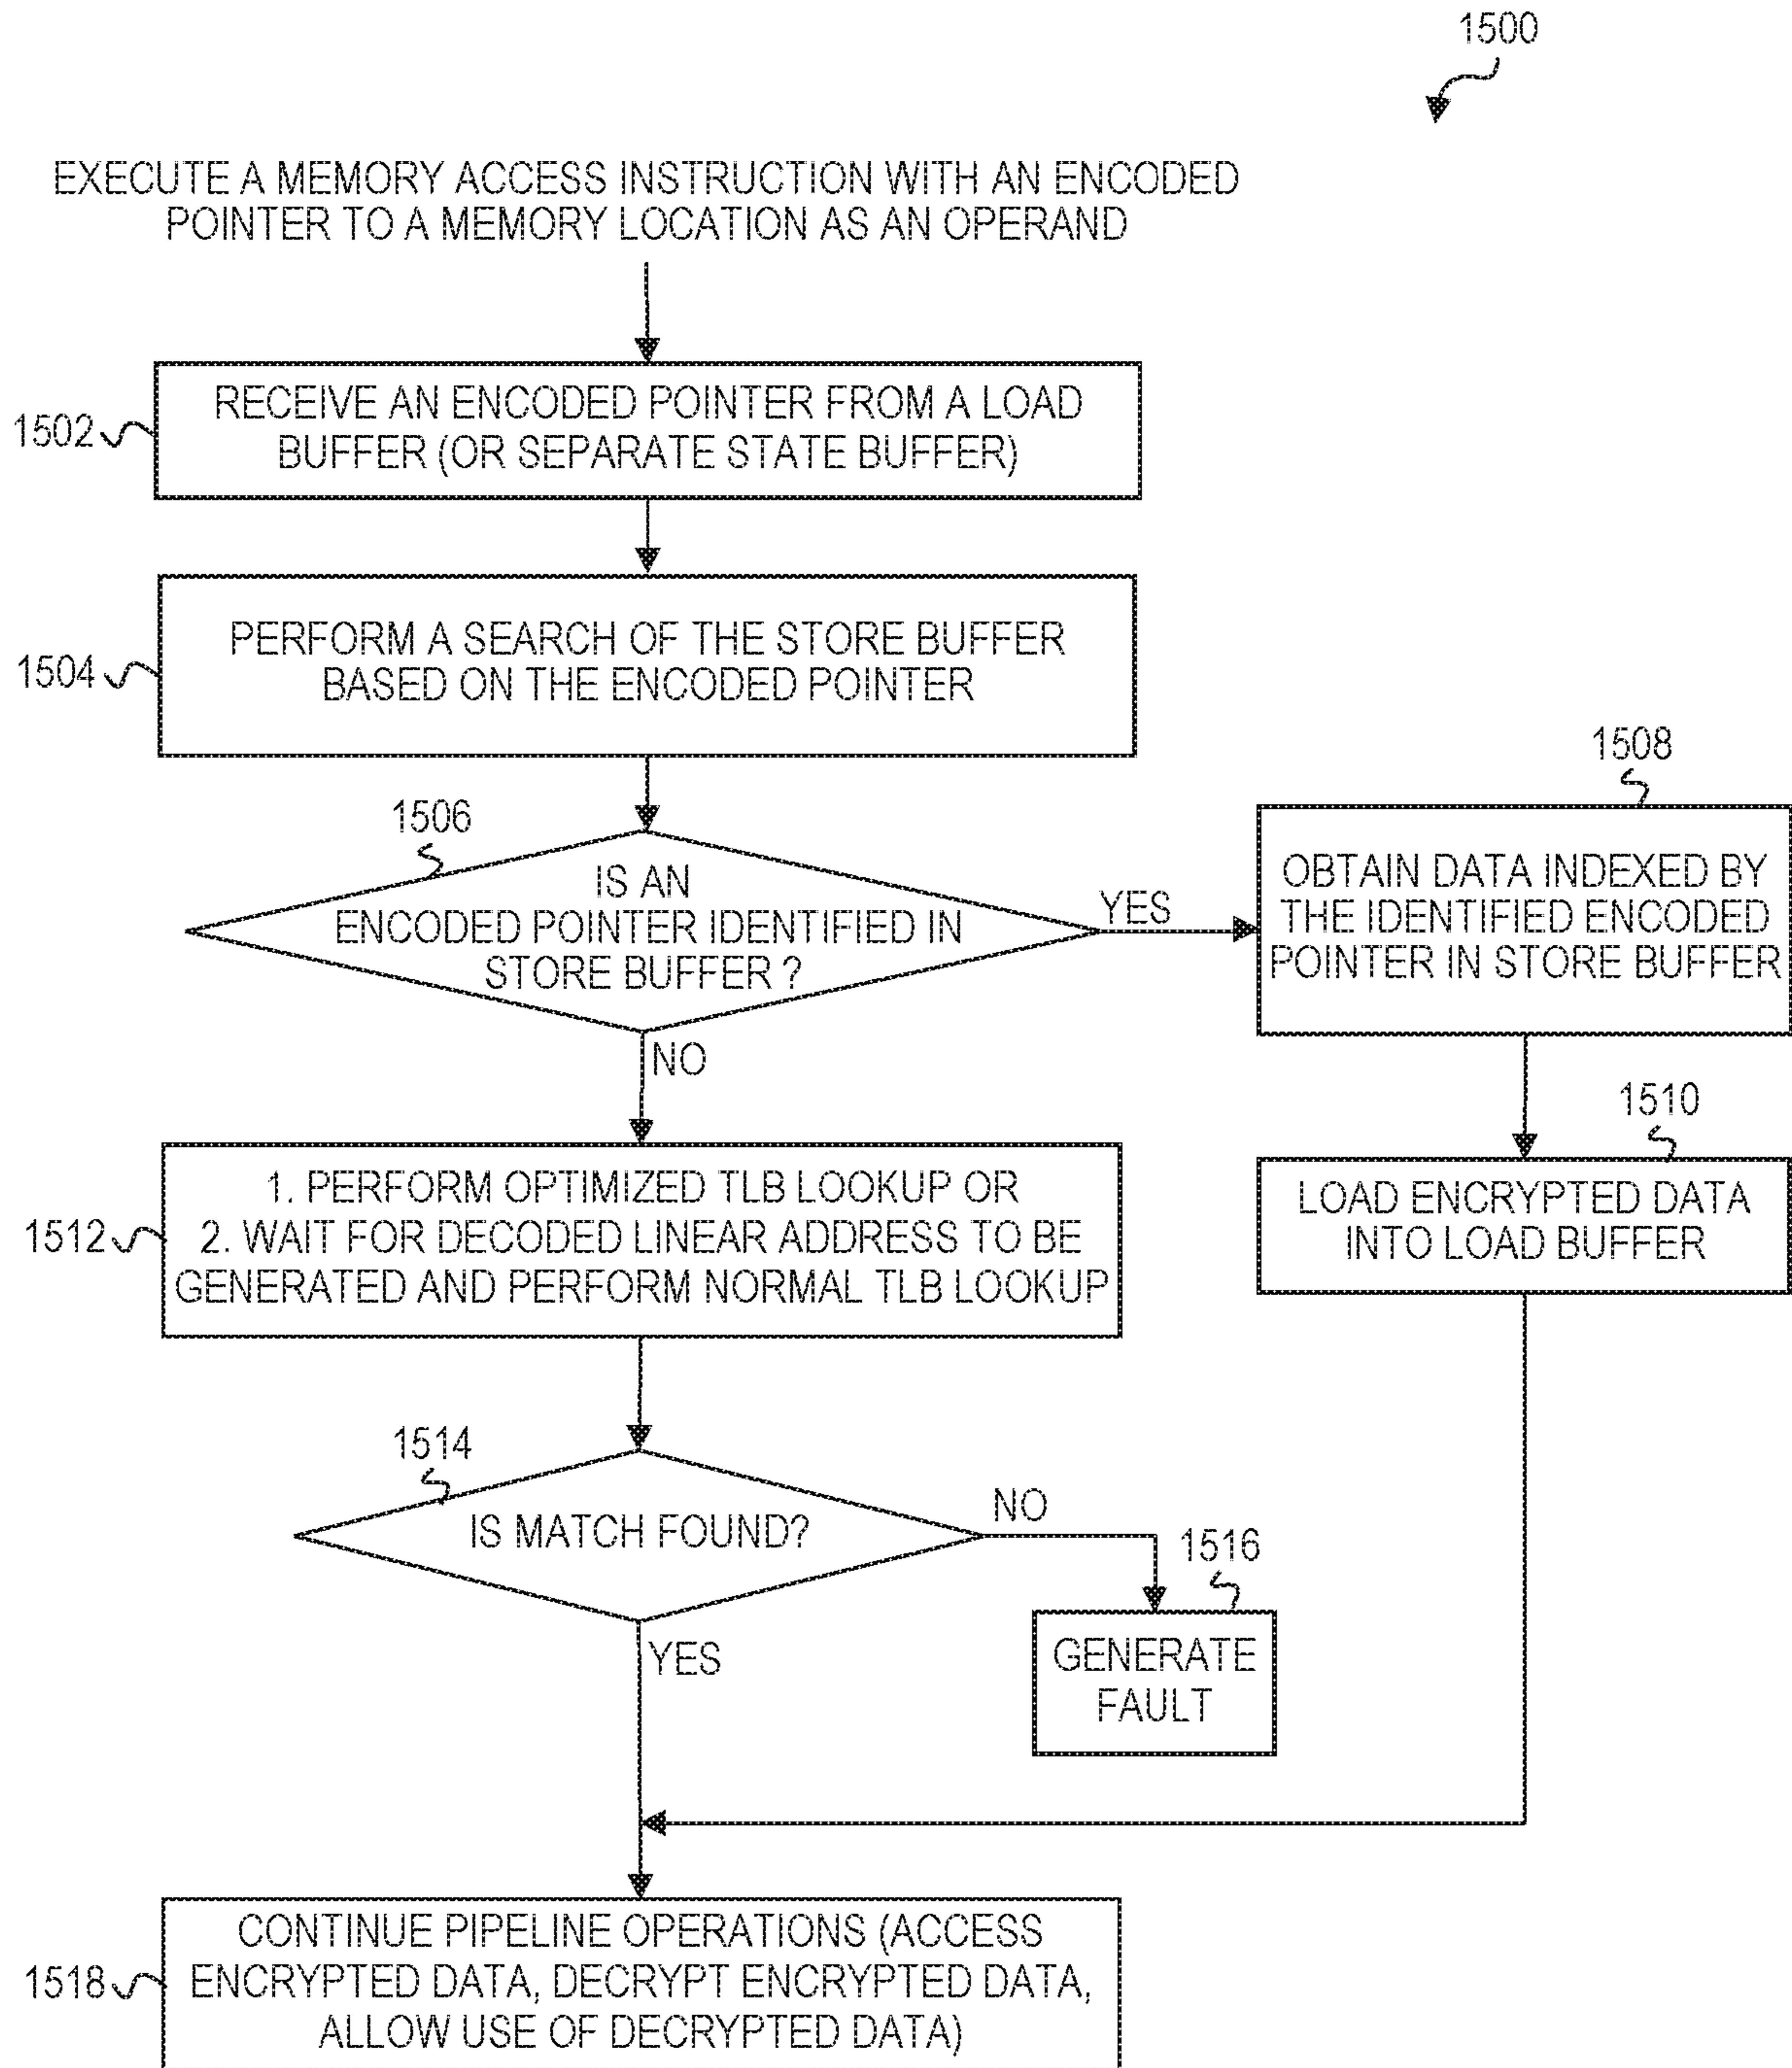 1500
EXECUTE A MEMORY ACCESS INSTRUCTION WITH AN ENCODED
POINTER TO A MEMORY LOCATION AS AN OPERAND
1502
RECEIVE AN ENCODED POINTER FROM A LOAD
BUFFER (OR SEPARATE STATE BUFFER)
1504
PERFORM A SEARCH OF THE STORE BUFFER
BASED ON THE ENCODED POINTER
1506
IS AN
ENCODED POINTER IDENTIFIED IN
STORE BUFFER ?
YES
NO
1508
OBTAIN DATA INDEXED BY
THE IDENTIFIED ENCODED
POINTER IN STORE BUFFER
1510
LOAD ENCRYPTED DATA
INTO LOAD BUFFER
1512
1. PERFORM OPTIMIZED TLB LOOKUP OR
2. WAIT FOR DECODED LINEAR ADDRESS TO BE
GENERATED AND PERFORM NORMAL TLB LOOKUP
1514
IS MATCH FOUND?
NO
YES
1516
GENERATE
FAULT
1518
CONTINUE PIPELINE OPERATIONS (ACCESS
ENCRYPTED DATA, DECRYPT ENCRYPTED DATA,
ALLOW USE OF DECRYPTED DATA)